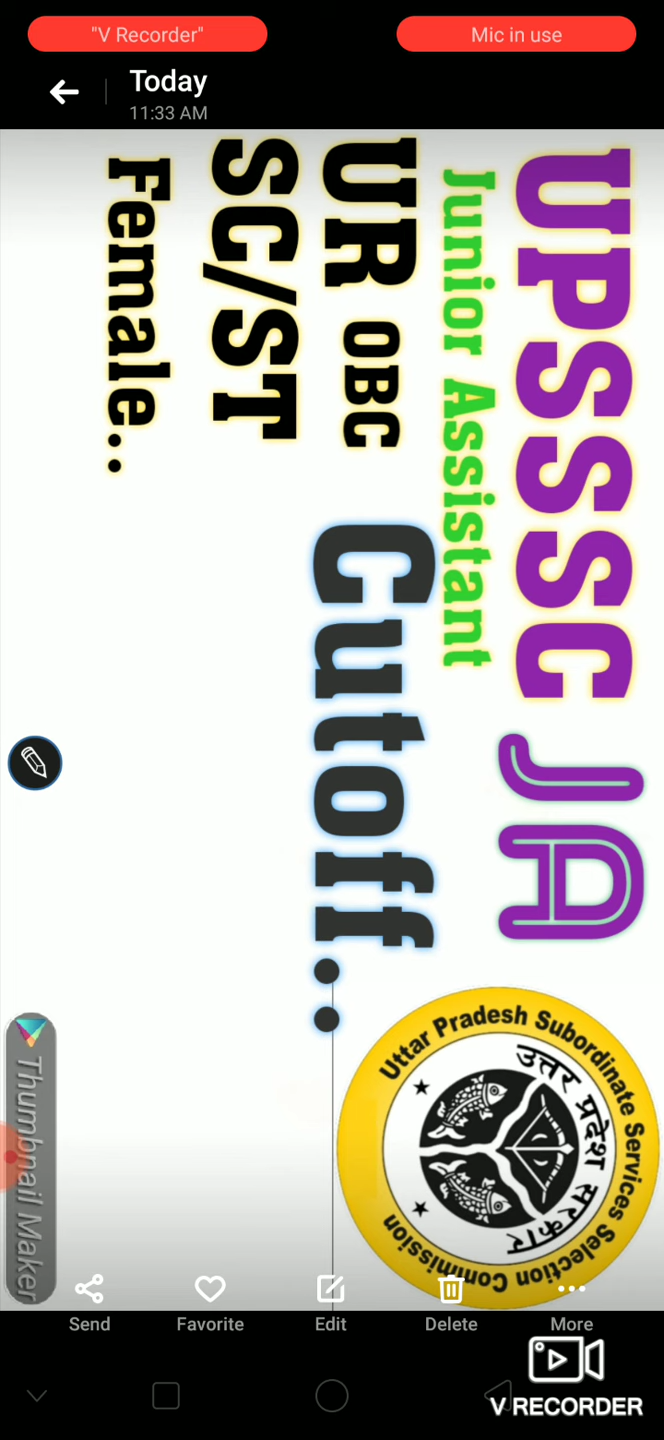 "V Recorder"
Mic in use
Today
11:33 AM
UPSSSC JA
Junior Assistant
UR OBC
Cutoff..
SC/ST
Female..
Uttar Pradesh Subordinate Services Selection Commission
उत्तर प्रदेश सरकार
Thumbnail Maker
Send
Favorite
Edit
Delete
More
V RECORDER